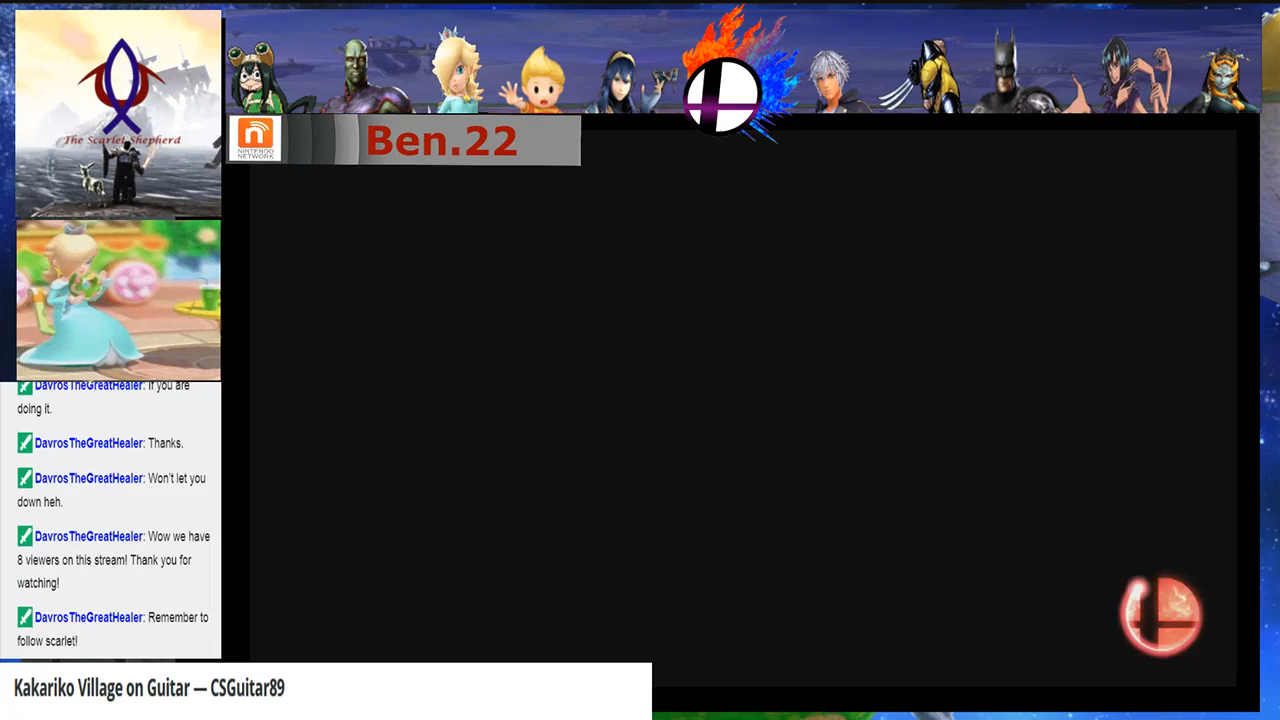 The Scarlet Shepherd
NINTENDO
NETWORK
Ben.22
DavrosTheGreatHealer: If you are
doing it.
DavrosTheGreatHealer: Thanks.
DavrosTheGreatHealer: Won't let you
down heh.
DavrosTheGreatHealer: Wow we have
8 viewers on this stream! Thank you for
watching!
DavrosTheGreatHealer: Remember to
follow scarlet!
Kakariko Village on Guitar — CSGuitar89